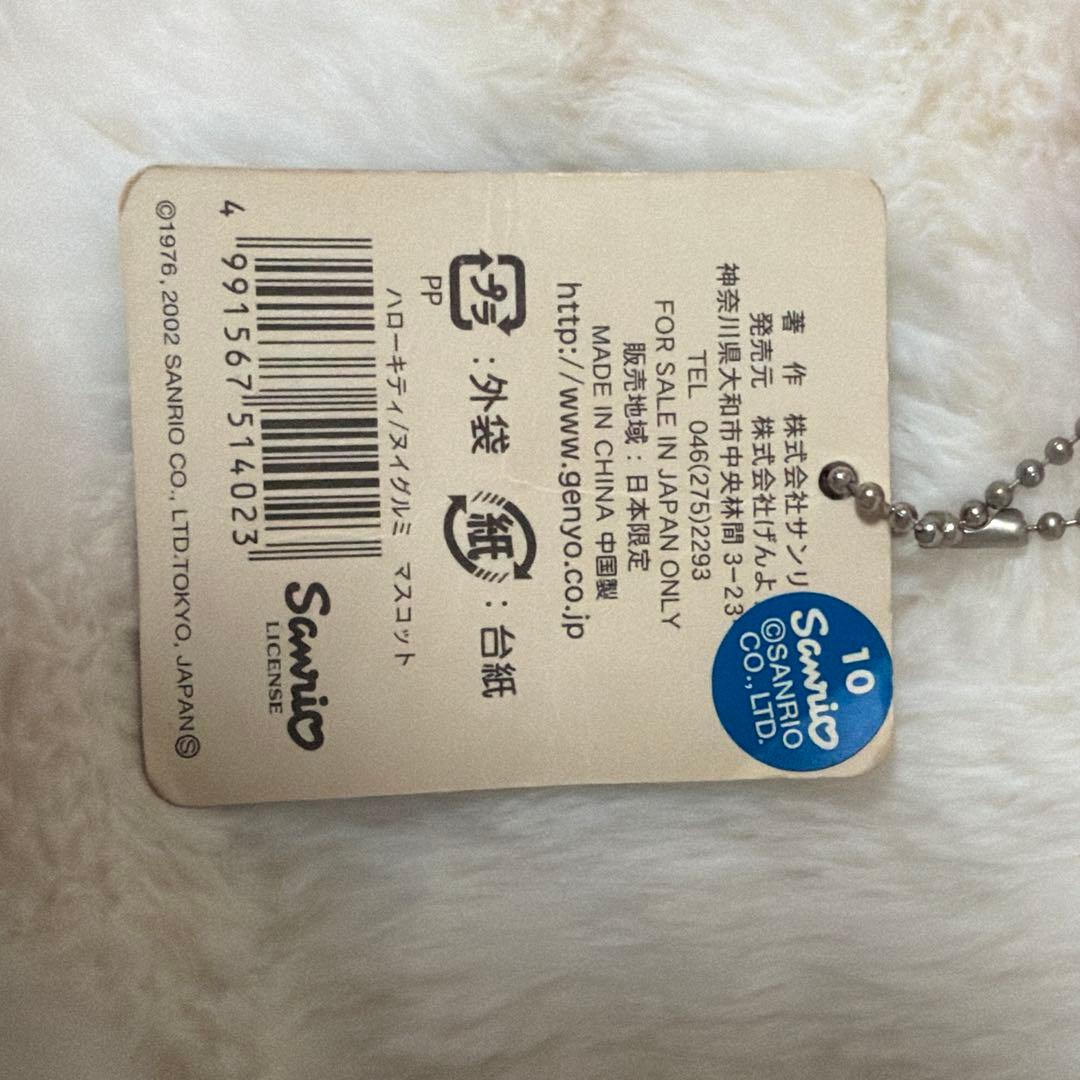 著 作 株式会社サンリ
発売元 株式会社げんよ
神奈川県大和市中央林間 3-23
TEL 046(275)2293
FOR SALE IN JAPAN ONLY
販売地域：日本限定
MADE IN CHINA 中国製
http://www.genyo.co.jp
プラ：外袋 紙：台紙
PP
ハローキティ/ヌイグルミ マスコット
4 991567 514023
Sanrio
LICENSE
©1976, 2002 SANRIO CO., LTD.TOKYO, JAPANⓈ
10
Sanrio
©SANRIO
CO., LTD.